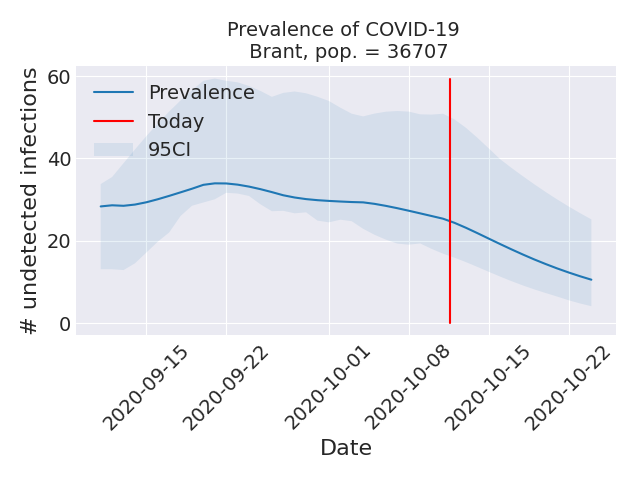 Prevalence of COVID-19
Brant, pop. = 36707
# undetected infections
60
40
20
0
Prevalence
Today
95CI
2020-09-15
2020-09-22
2020-10-01
2020-10-08
2020-10-15
2020-10-22
Date